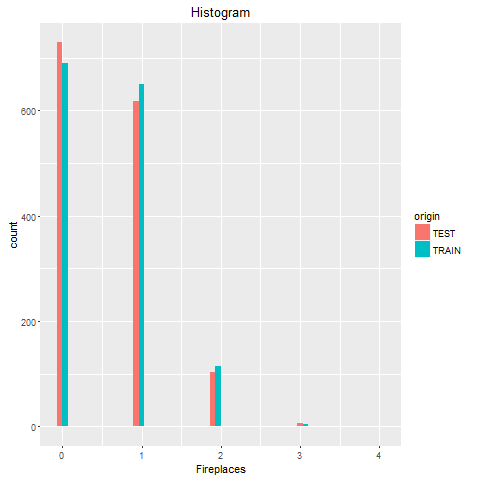 Histogram
600
400
200
0
count
0 1 2 3 4
Fireplaces
origin
TEST
TRAIN